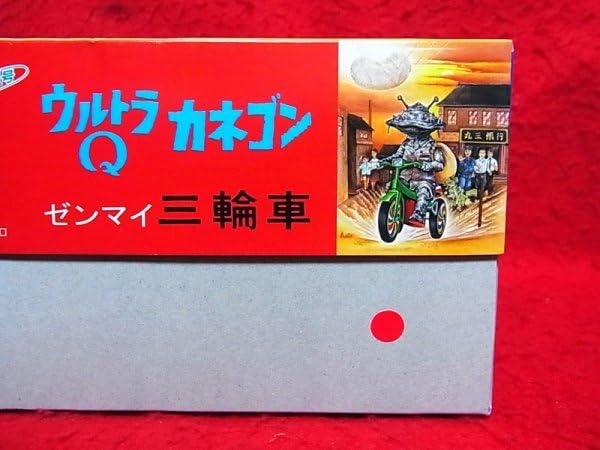 号
ウルトラQ カネゴン
ゼンマイ三輪車
丸三銀行